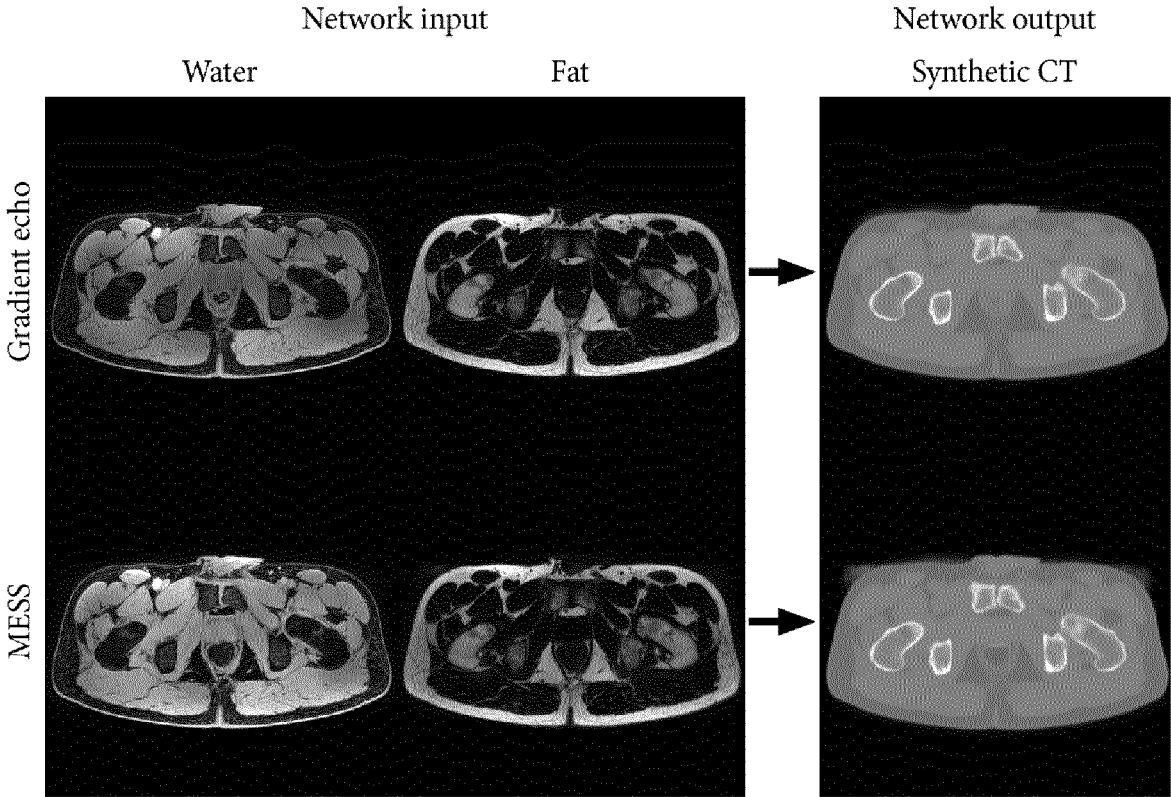 Network input
Network output
Water
Fat
Synthetic CT
Gradient echo
MESS